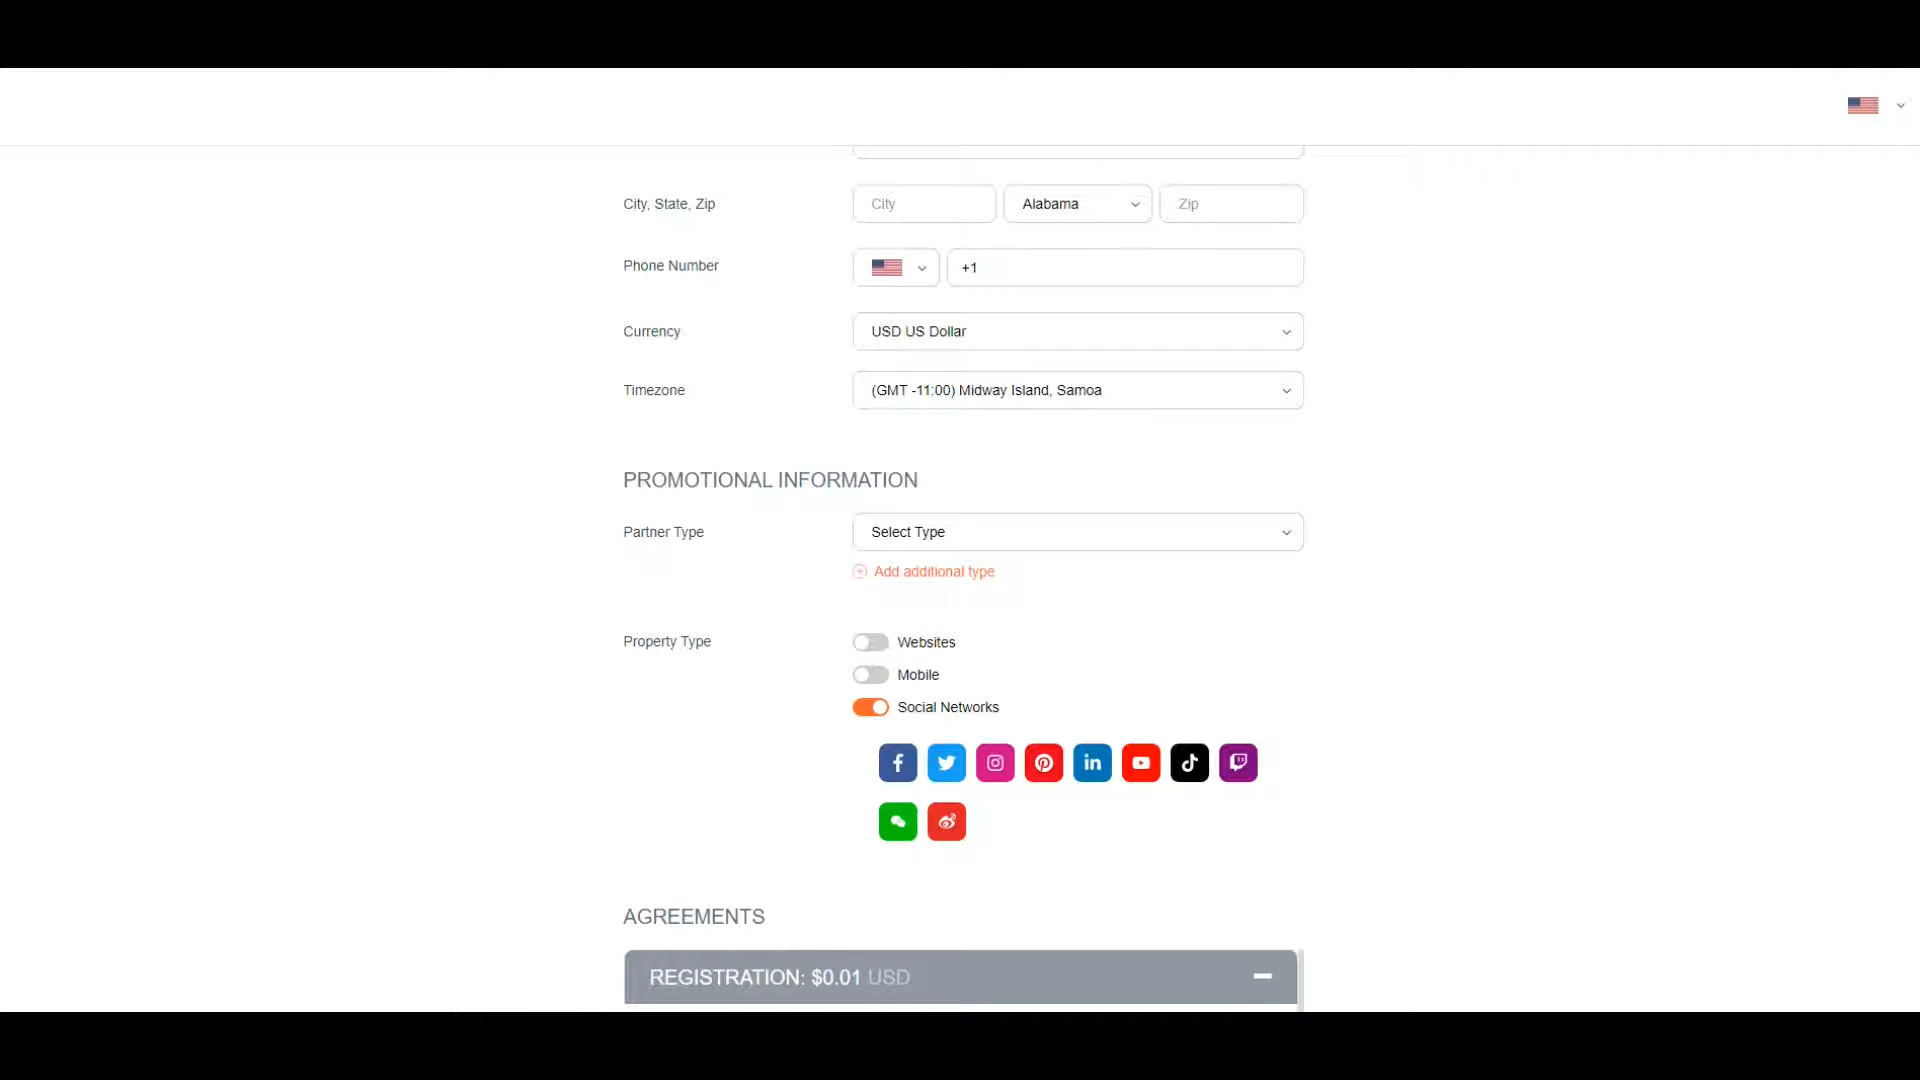 City, State, Zip City Alabama Zip
Phone Number +1
Currency USD US Dollar
Timezone (GMT -11:00) Midway Island, Samoa
PROMOTIONAL INFORMATION
Partner Type Select Type
Add additional type
Property Type Websites
Mobile
Social Networks
AGREEMENTS
REGISTRATION: $0.01 USD